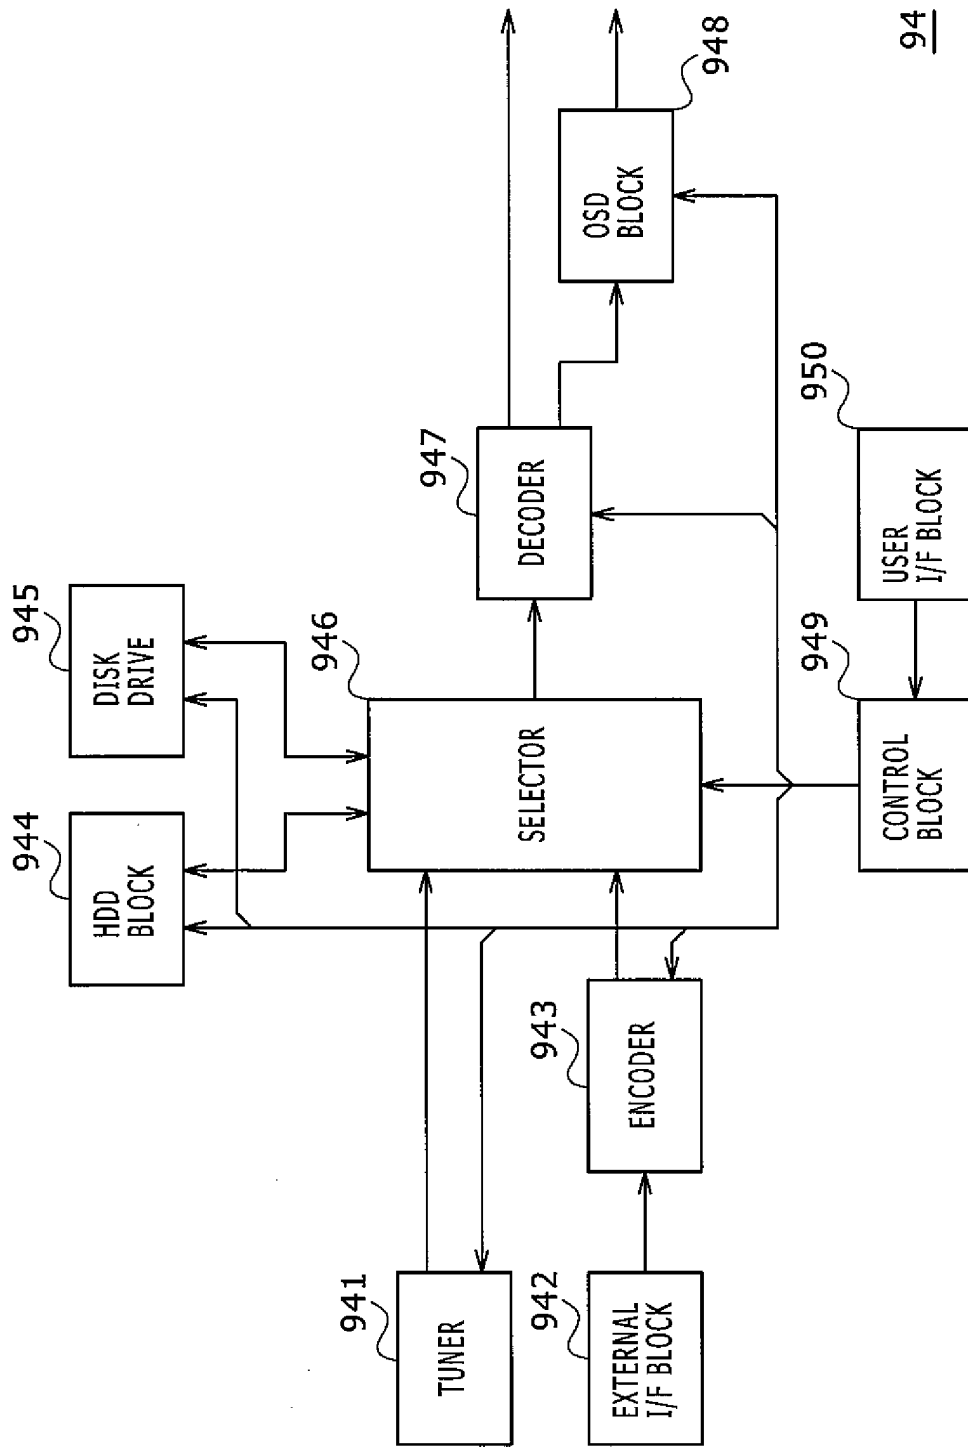 94
944
HDD
BLOCK
945
DISK
DRIVE
941
TUNER
946
SELECTOR
947
DECODER
948
OSD
BLOCK
942
EXTERNAL
I/F BLOCK
943
ENCODER
949
CONTROL
BLOCK
950
USER
I/F BLOCK